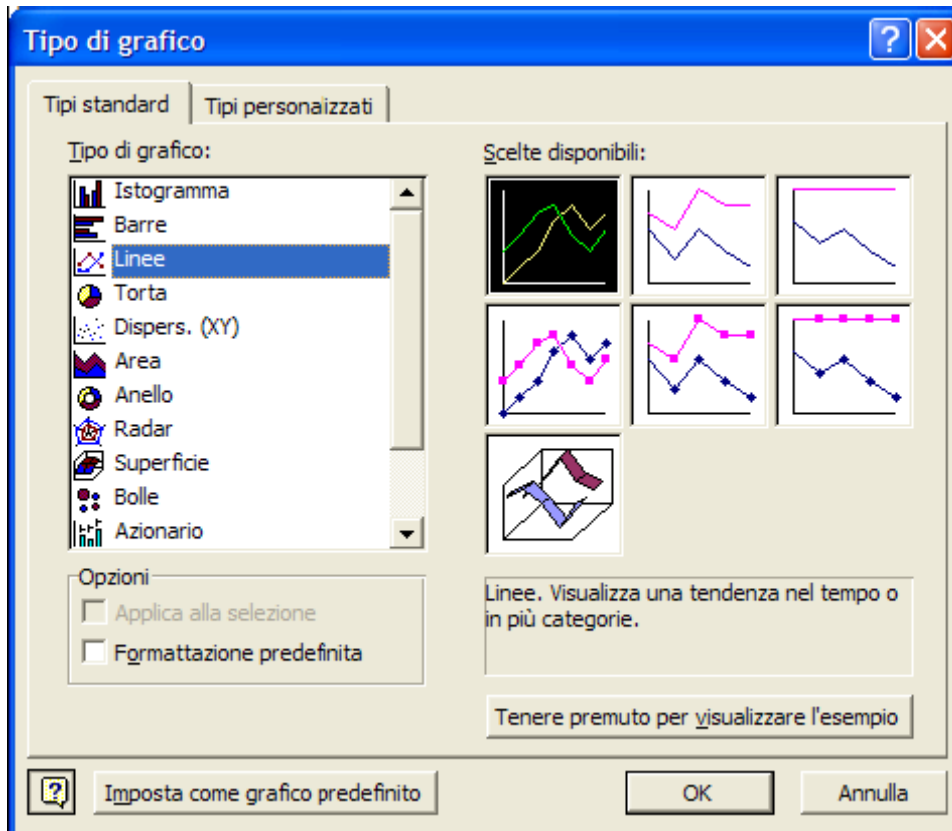 Tipo di grafico
Tipi standard
Tipi personaizzati
Tipo di grafico:
Istogramma
Barre
Linee
Torta
Dispers. (XY)
Area
Anello
Radar
Superficie
Bolle
Azionario
Scelte disponibili:
Opzioni
Applica alla selezione
Formattazione predefinita
Linee. Visualizza una tendenza nel tempo o
in più categorie.
Tenere premuto per visualizzare l'esempio
Imposta come grafico predefinito
OK
Annulla